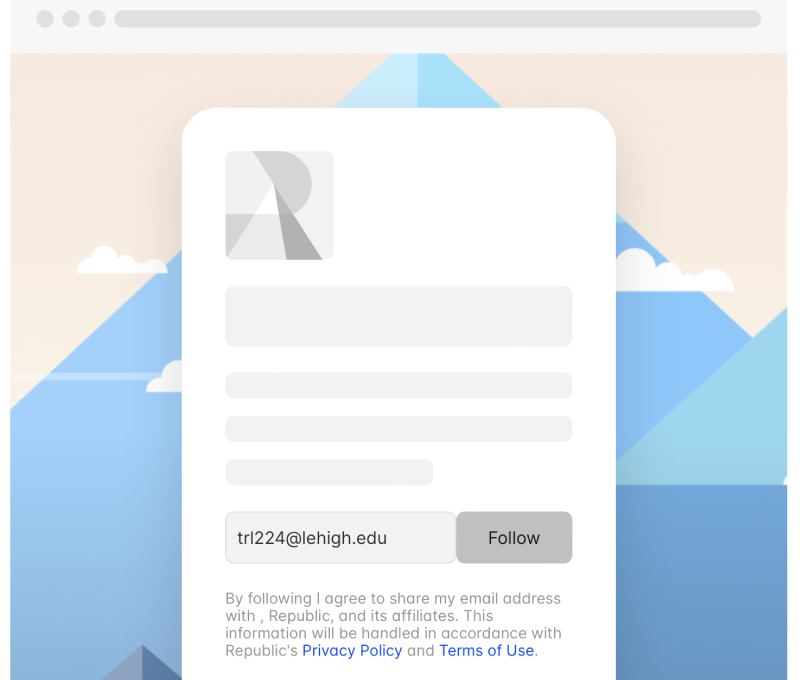 trl224@lehigh.edu
Follow
By following I agree to share my email address
with , Republic, and its affiliates. This
information will be handled in accordance with
Republic's Privacy Policy and Terms of Use.